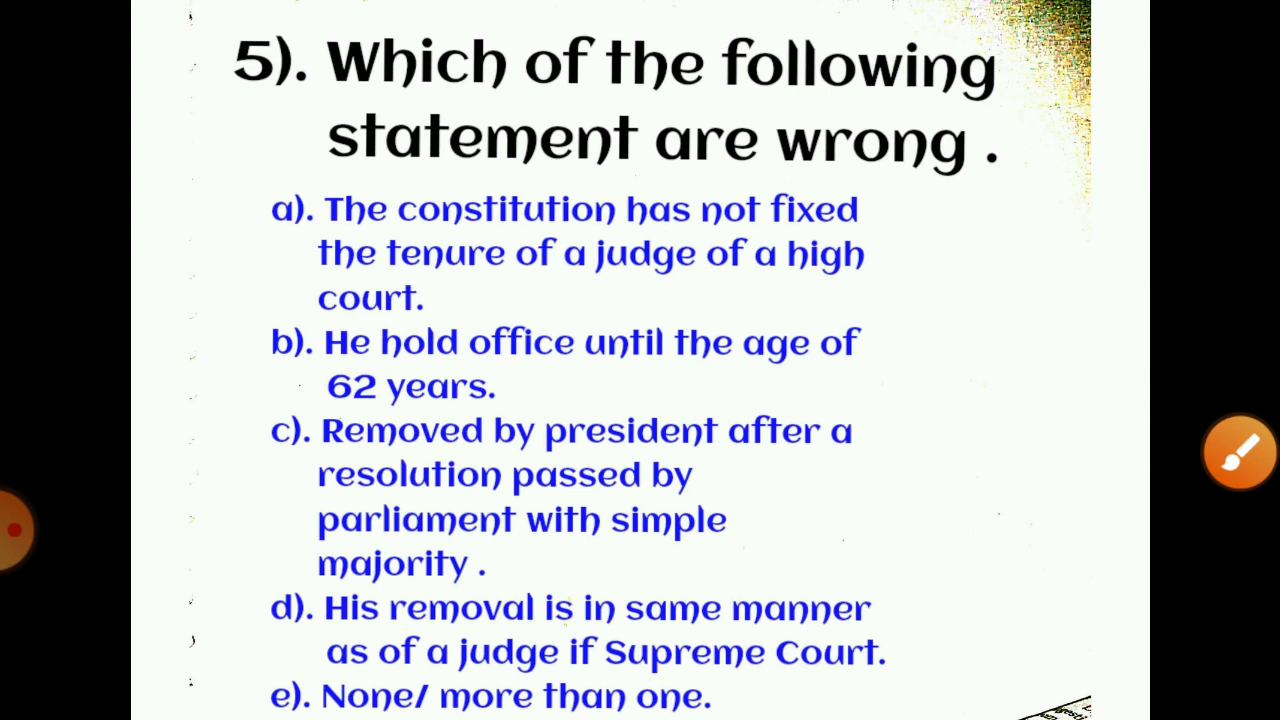 5). Which of the following
statement are wrong .
a). The constitution has not fixed
the tenure of a judge of a high
court.
b). He hold office until the age of
62 years.
c). Removed by president after a
resolution passed by
parliament with simple
majority .
d). His removal is in same manner
as of a judge if Supreme Court.
e). None/ more than one.